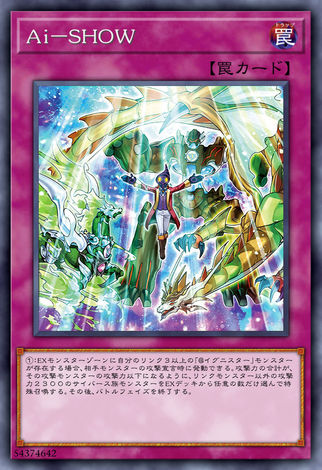 Ai－SHOW
トラップ
罠
【罠カード】
①：EXモンスターゾーンに自分のリンク３以上の「@イグニスター」モンスター
が存在する場合、相手モンスターの攻撃宣言時に発動できる。攻撃力の合計が、
その攻撃モンスターの攻撃力以下になるように、リンクモンスター以外の攻撃
力２３００のサイバース族モンスターをEXデッキから任意の数だけ選んで特
殊召喚する。その後、バトルフェイズを終了する。
54374642